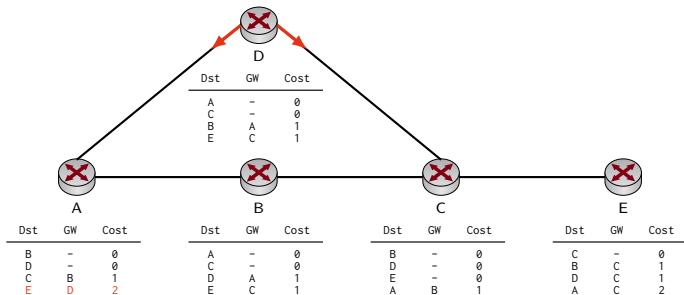 D
Dst GW Cost
A – 0
C – 0
B A 1
E C 1
A
Dst GW Cost
B – 0
D – 0
C B 1
E D 2
B
Dst GW Cost
A – 0
C – 0
D A 1
E C 1
C
Dst GW Cost
B – 0
D – 0
E – 0
A B 1
E
Dst GW Cost
C – 0
B C 1
D C 1
A C 2